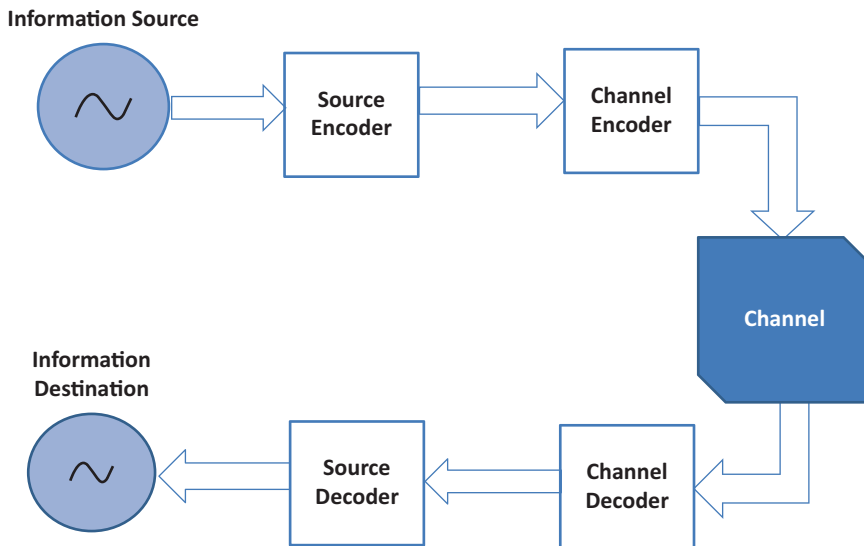 Information Source
Source
Encoder
Channel
Encoder
Channel
Information
Destination
Source
Decoder
Channel
Decoder